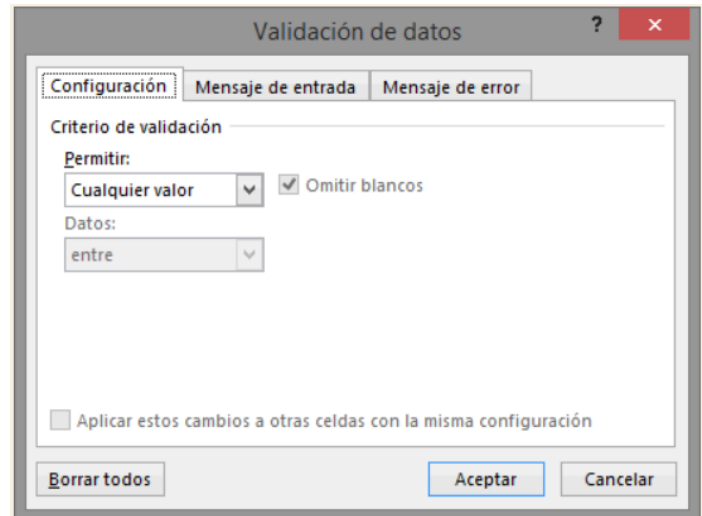 Validación de datos ?
Configuración Mensaje de entrada Mensaje de error
Criterio de validación
Permitir:
Cualquier valor Omitir blancos
Datos:
entre
Aplicar estos cambios a otras celdas con la misma configuración
Borrar todos Aceptar Cancelar